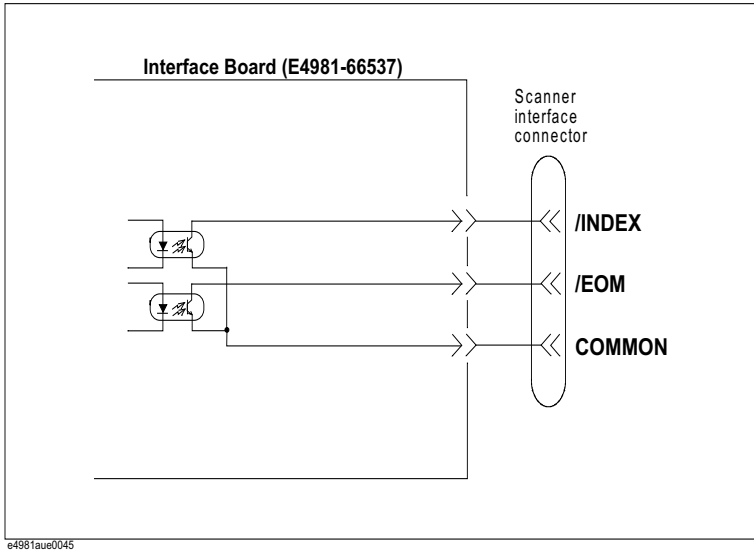 Interface Board (E4981-66537)
Scanner
interface
connector
/INDEX
/EOM
COMMON
e4981aue0045